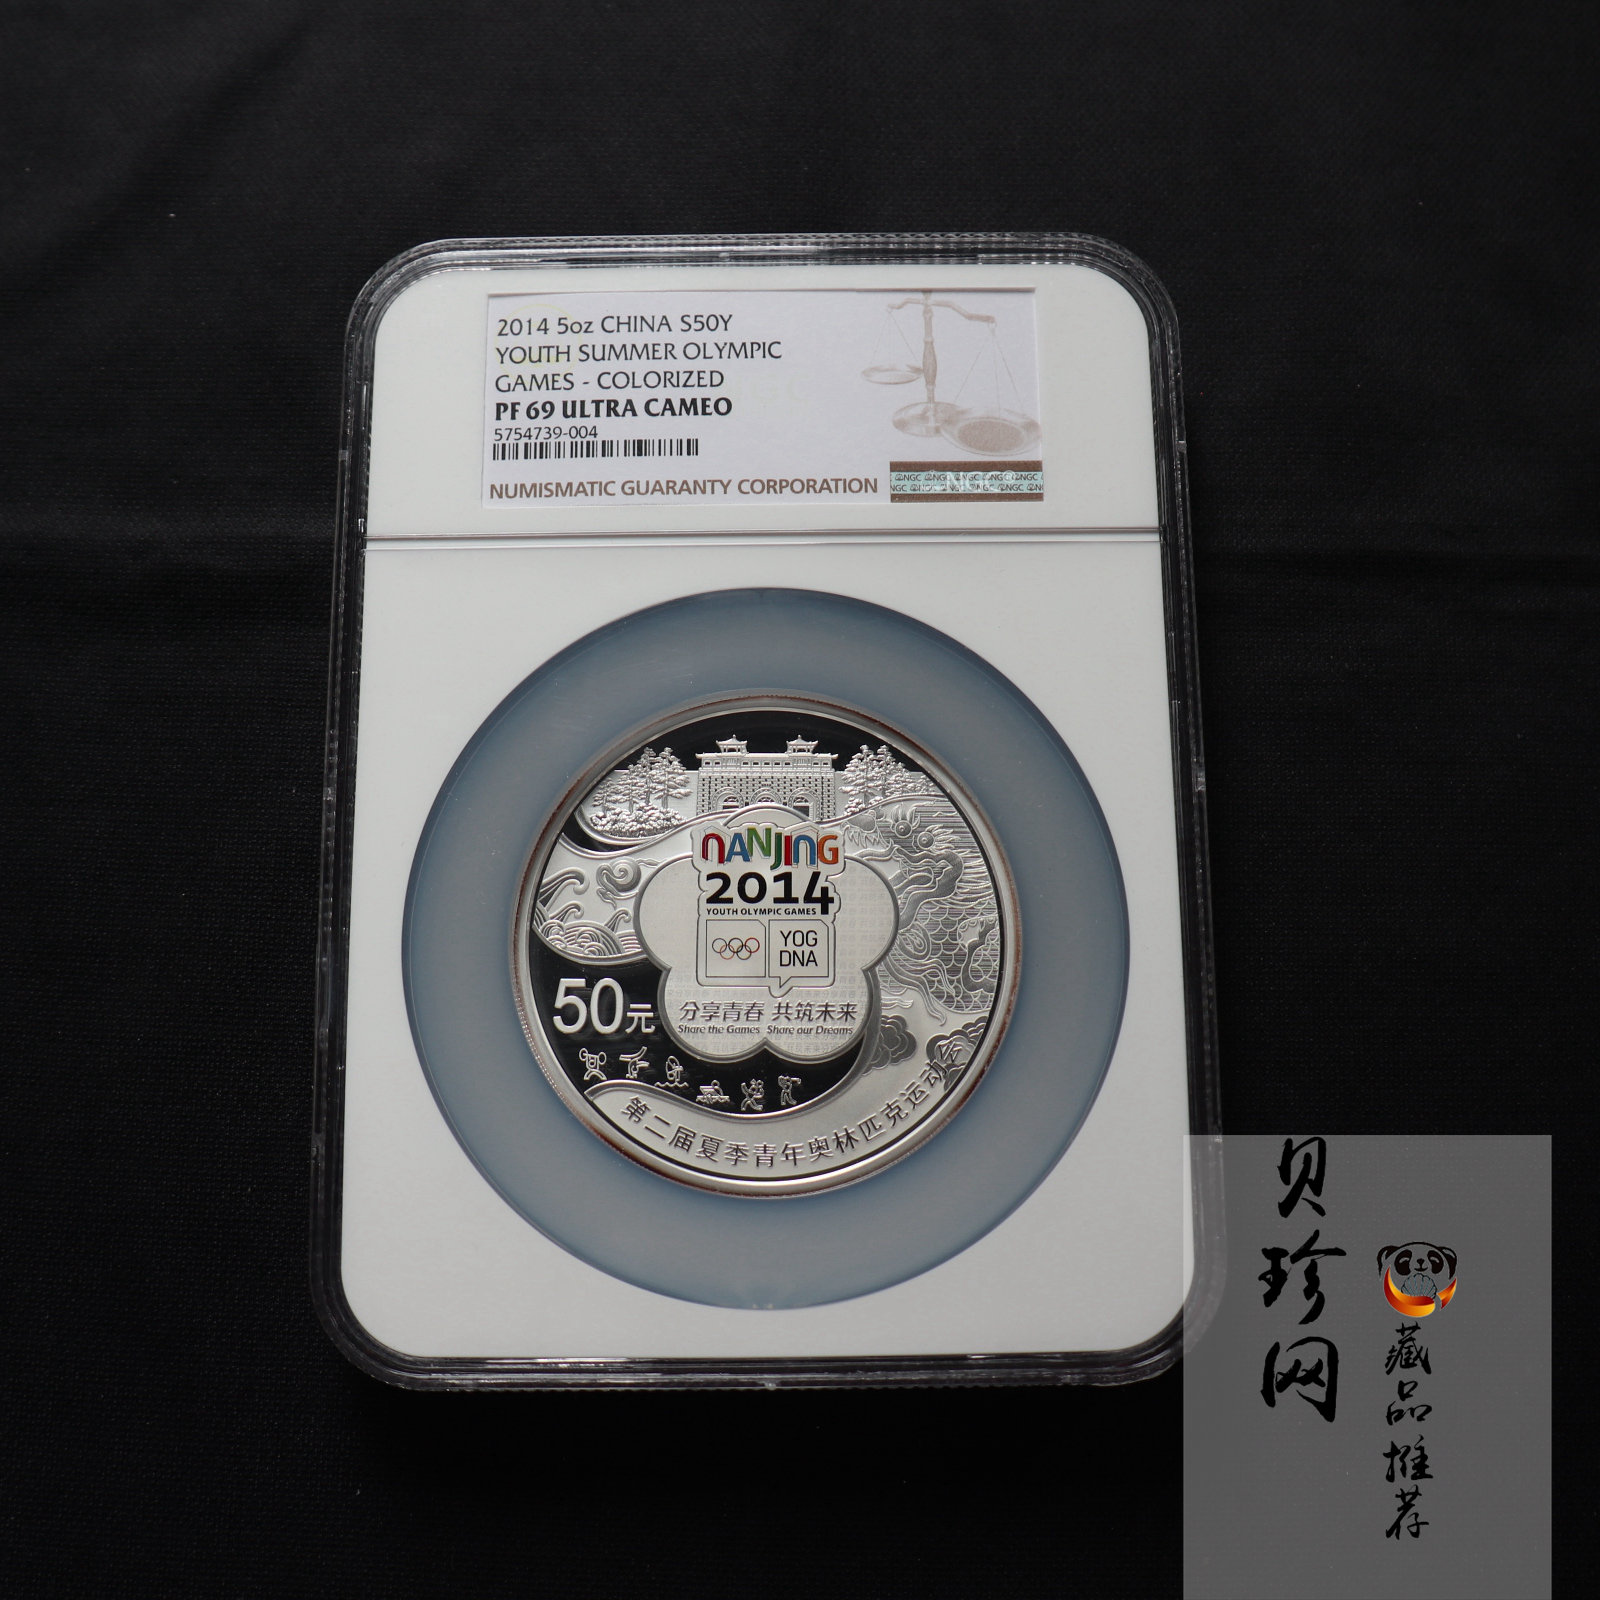 2014 5oz CHINA S50Y
YOUTH SUMMER OLYMPIC
GAMES - COLORIZED
PF 69 ULTRA CAMEO
5754739-004
NUMISMATIC GUARANTY CORPORATION
NANJING
2014
YOUTH OLYMPIC GAMES
YOG
DNA
50元
分享青春 共筑未来
Share the Games Share our Dreams
第二届夏季青年奥林匹克运动会
贝珍网
藏品推荐